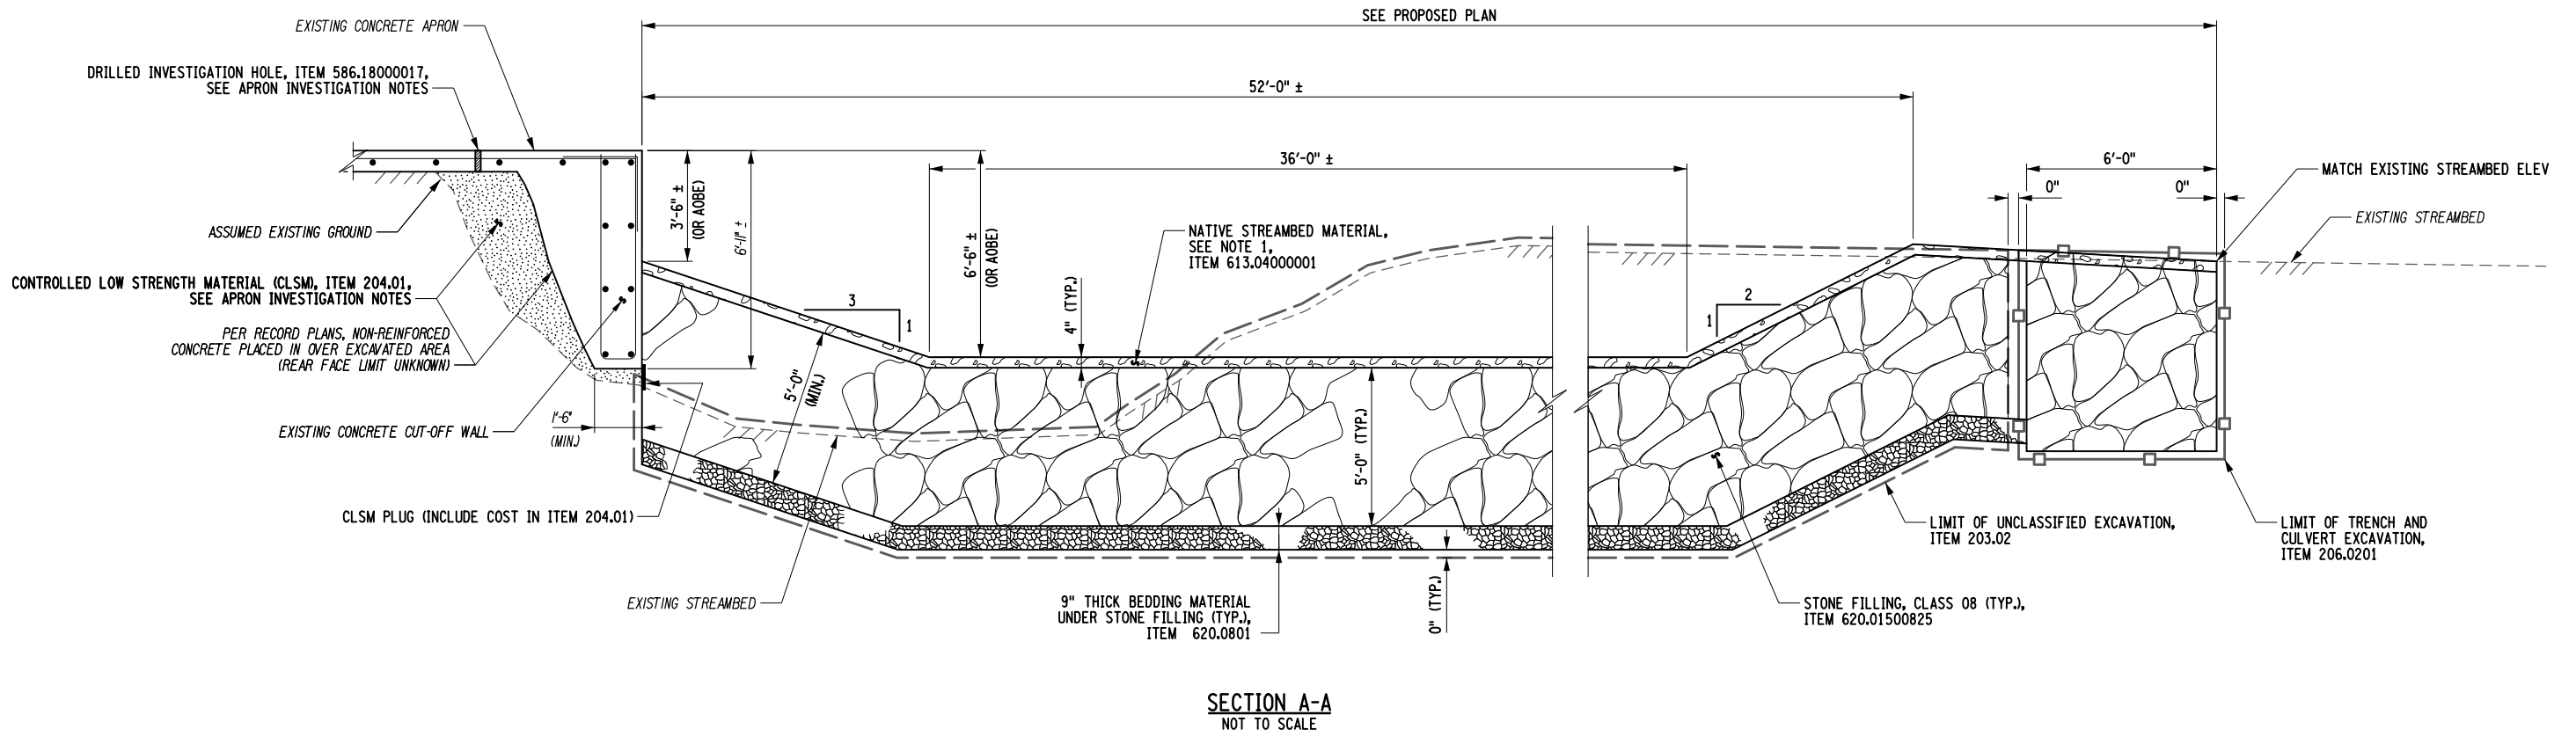 SEE PROPOSED PLAN
EXISTING CONCRETE APRON
DRILLED INVESTIGATION HOLE, ITEM 586.18000017,
SEE APRON INVESTIGATION NOTES
52'-0" ±
36'-0" ±
6'-0"
MATCH EXISTING STREAMBED ELEV
0"
0"
EXISTING STREAMBED
3'-6" ±
(OR AOBE)
6'-11" ±
6'-6" ±
(OR AOBE)
ASSUMED EXISTING GROUND
NATIVE STREAMBED MATERIAL,
SEE NOTE 1,
ITEM 613.04000001
CONTROLLED LOW STRENGTH MATERIAL (CLSM), ITEM 204.01,
SEE APRON INVESTIGATION NOTES
3
1
4" (TYP.)
2
1
PER RECORD PLANS, NON-REINFORCED
CONCRETE PLACED IN OVER EXCAVATED AREA
(REAR FACE LIMIT UNKNOWN)
5'-0"
(MIN.)
1'-6"
(MIN.)
EXISTING CONCRETE CUT-OFF WALL
5'-0" (TYP.)
CLSM PLUG (INCLUDE COST IN ITEM 204.01)
LIMIT OF UNCLASSIFIED EXCAVATION,
ITEM 203.02
LIMIT OF TRENCH AND
CULVERT EXCAVATION,
ITEM 206.0201
EXISTING STREAMBED
9" THICK BEDDING MATERIAL
UNDER STONE FILLING (TYP.),
ITEM 620.0801
0" (TYP.)
STONE FILLING, CLASS 08 (TYP.),
ITEM 620.01500825
SECTION A-A
NOT TO SCALE